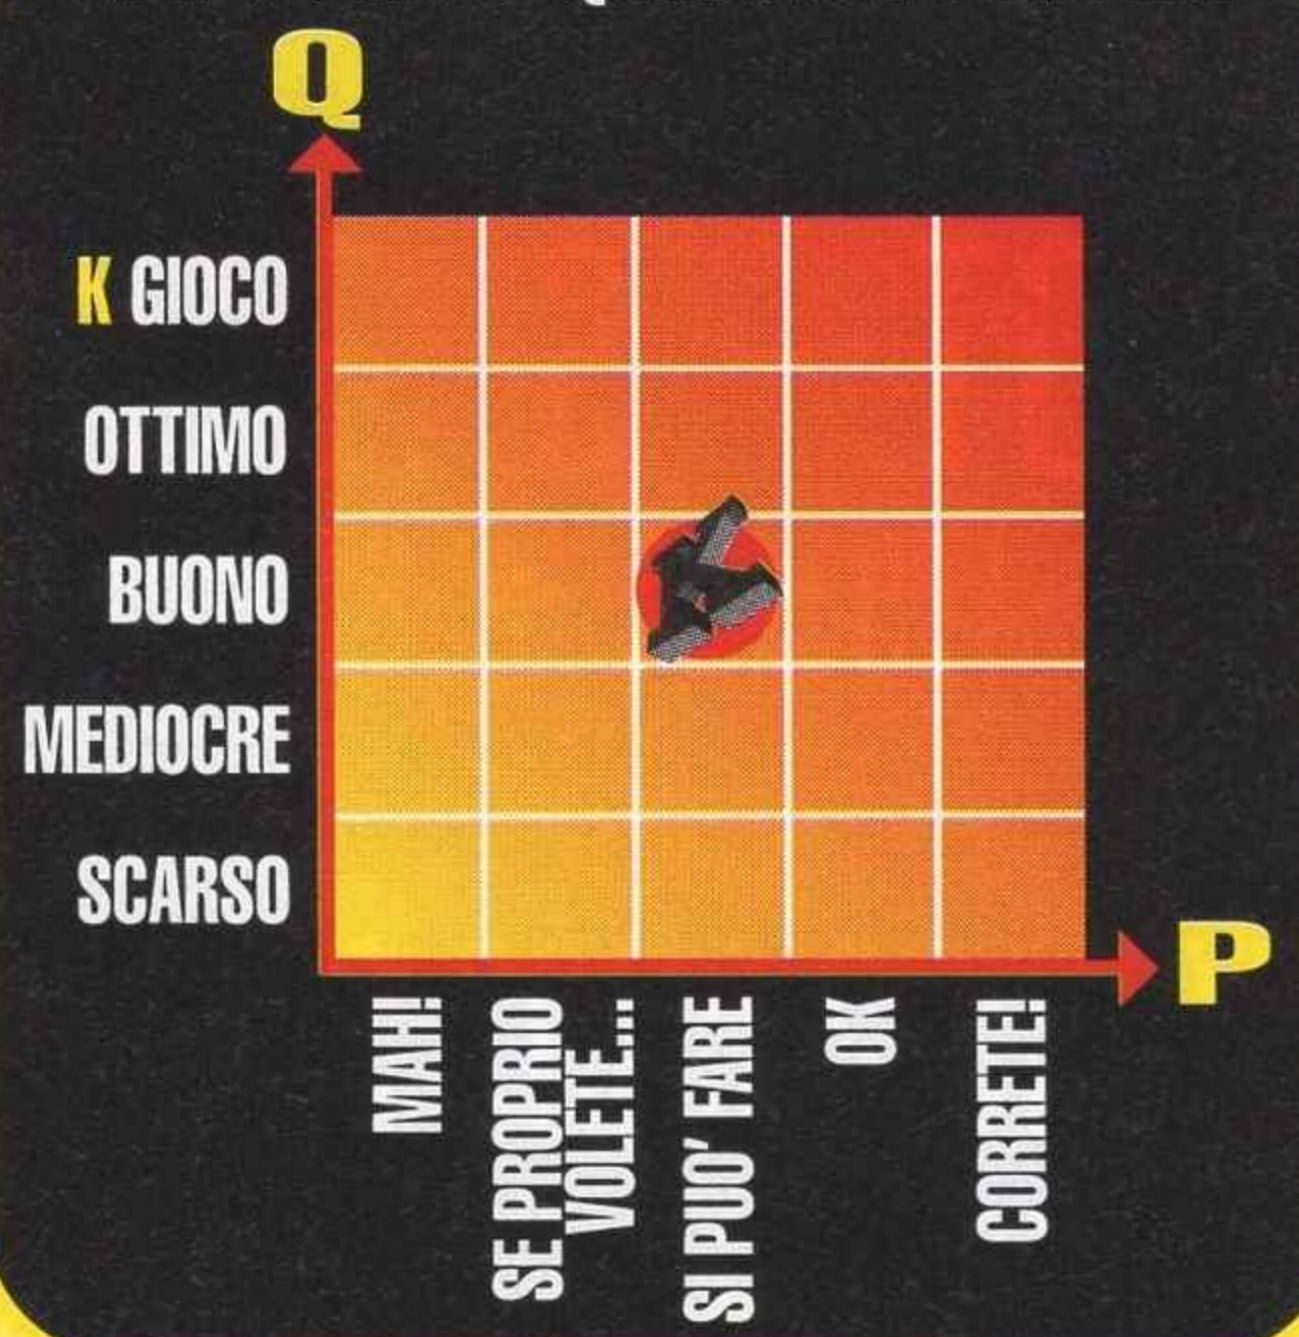 Q
K GIOCO
OTTIMO
BUONO
MEDIOCRE
SCARSO
P
MAH!
SE PROPRIO
VOLETE...
SI PUO' FARE
OK
CORRETE!